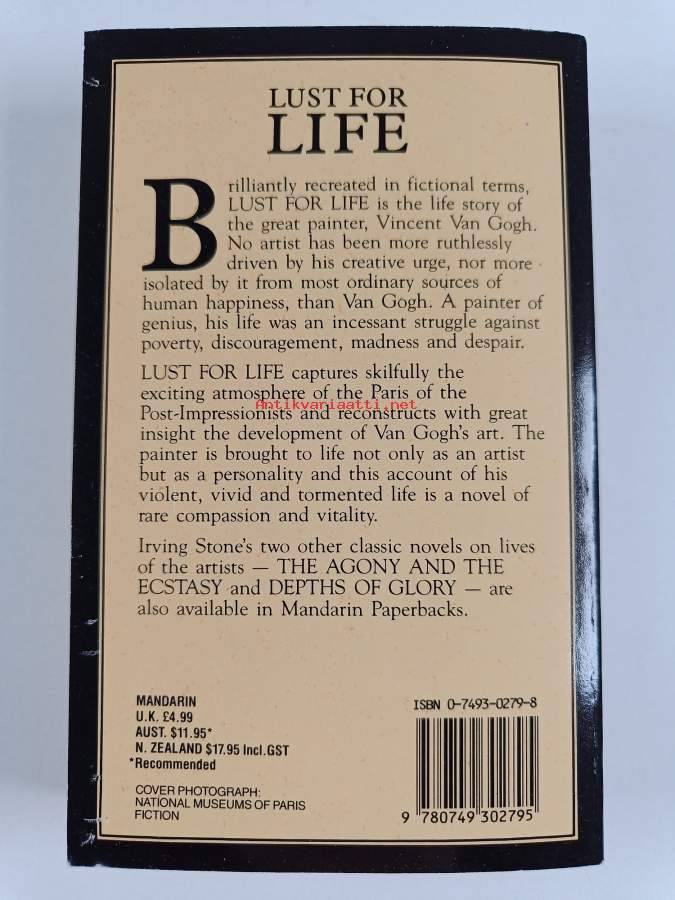 LUST FOR
LIFE
Brilliantly recreated in fictional terms,
LUST FOR LIFE is the life story of
the great painter, Vincent Van Gogh.
No artist has been more ruthlessly
driven by his creative urge, nor more
isolated by it from most ordinary sources of
human happiness, than Van Gogh. A painter of
genius, his life was an incessant struggle against
poverty, discouragement, madness and despair.
LUST FOR LIFE captures skilfully the
exciting atmosphere of the Paris of the
Antikvariaatti.net
Post-Impressionists and reconstructs with great
insight the development of Van Gogh's art. The
painter is brought to life not only as an artist
but as a personality and this account of his
violent, vivid and tormented life is a novel of
rare compassion and vitality.
Irving Stone's two other classic novels on lives
of the artists — THE AGONY AND THE
ECSTASY and DEPTHS OF GLORY — are
also available in Mandarin Paperbacks.
MANDARIN
U.K. £4.99
AUST. $11.95*
N. ZEALAND $17.95 Incl.GST
*Recommended
COVER PHOTOGRAPH:
NATIONAL MUSEUMS OF PARIS
FICTION
ISBN 0-7493-0279-8
9 780749 302795